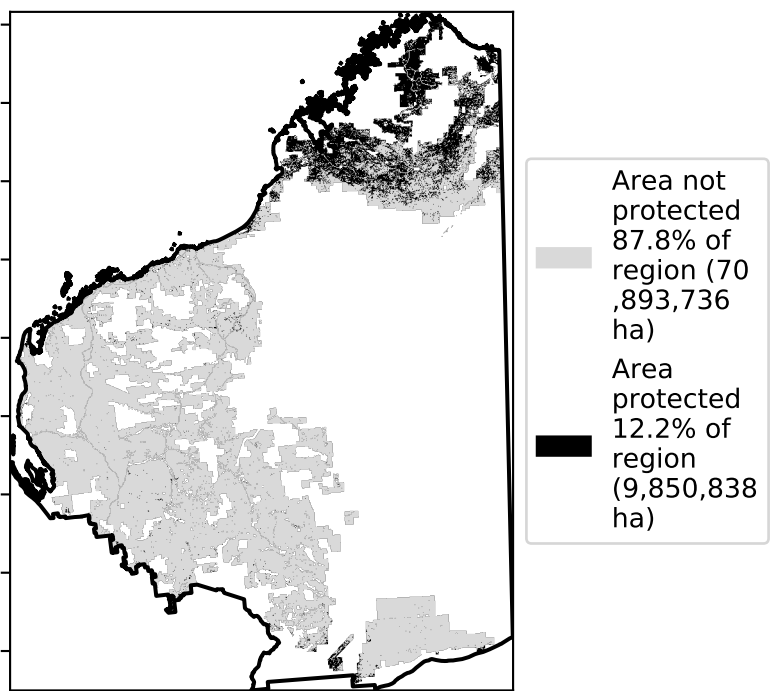 Area not
protected
87.8% of
region (70
,893,736
ha)
Area
protected
12.2% of
region
(9,850,838
ha)